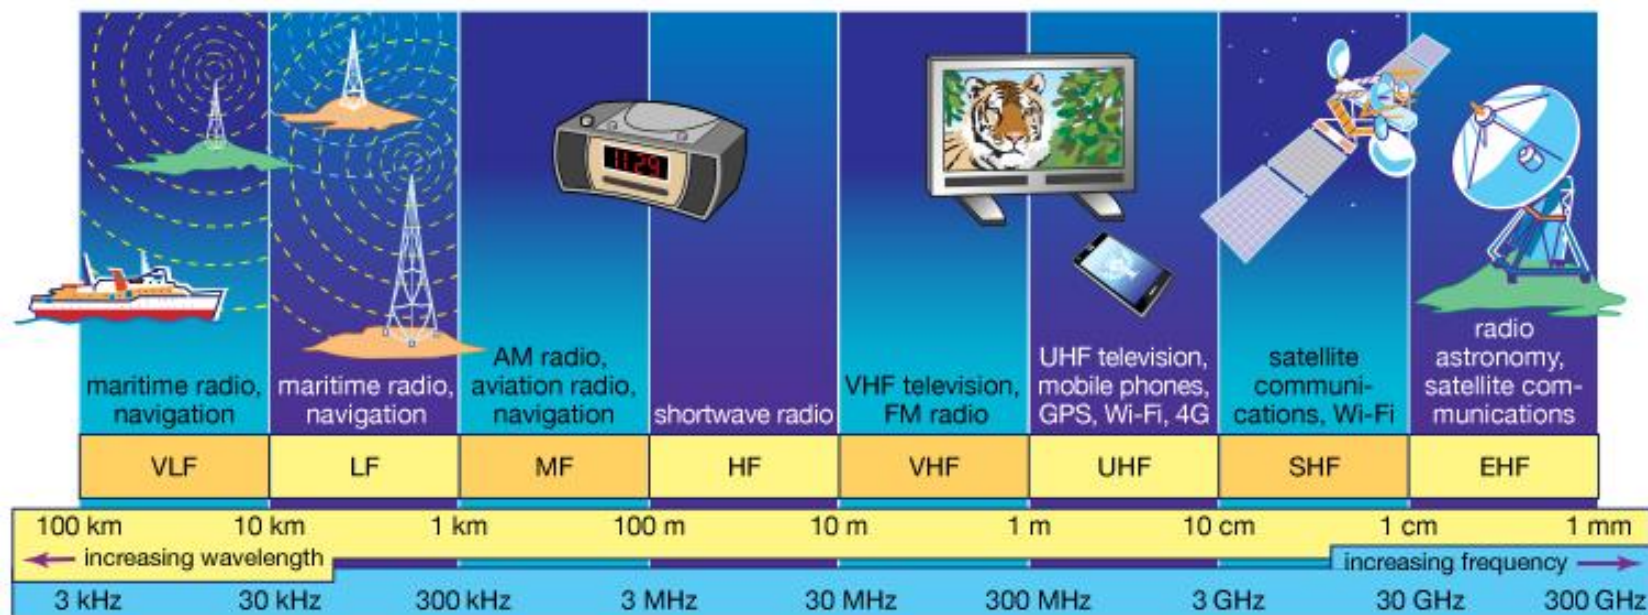 11:29
maritime radio,
navigation
maritime radio,
navigation
AM radio,
aviation radio,
navigation
shortwave radio
VHF television,
FM radio
UHF television,
mobile phones,
GPS, Wi-Fi, 4G
satellite
communi-
cations, Wi-Fi
radio
astronomy,
satellite com-
munications
VLF LF MF HF VHF UHF SHF EHF
100 km 10 km 1 km 100 m 10 m 1 m 10 cm 1 cm 1 mm
increasing wavelength increasing frequency
3 kHz 30 kHz 300 kHz 3 MHz 30 MHz 300 MHz 3 GHz 30 GHz 300 GHz